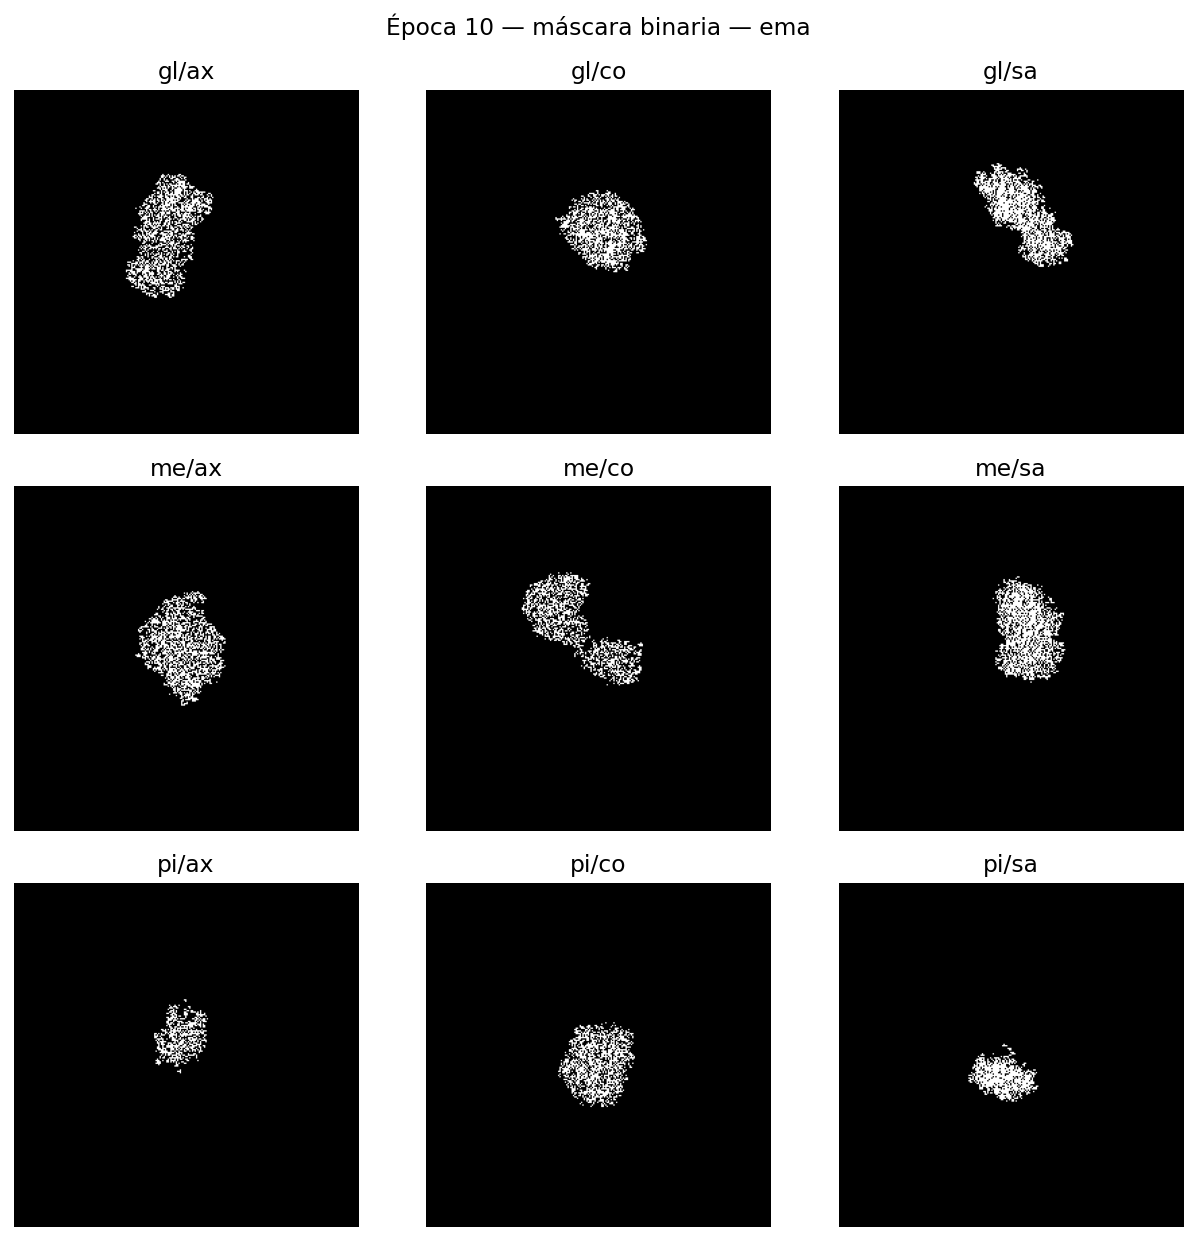 Época 10 — máscara binaria — ema
gl/ax
gl/co
gl/sa
me/ax
me/co
me/sa
pi/ax
pi/co
pi/sa